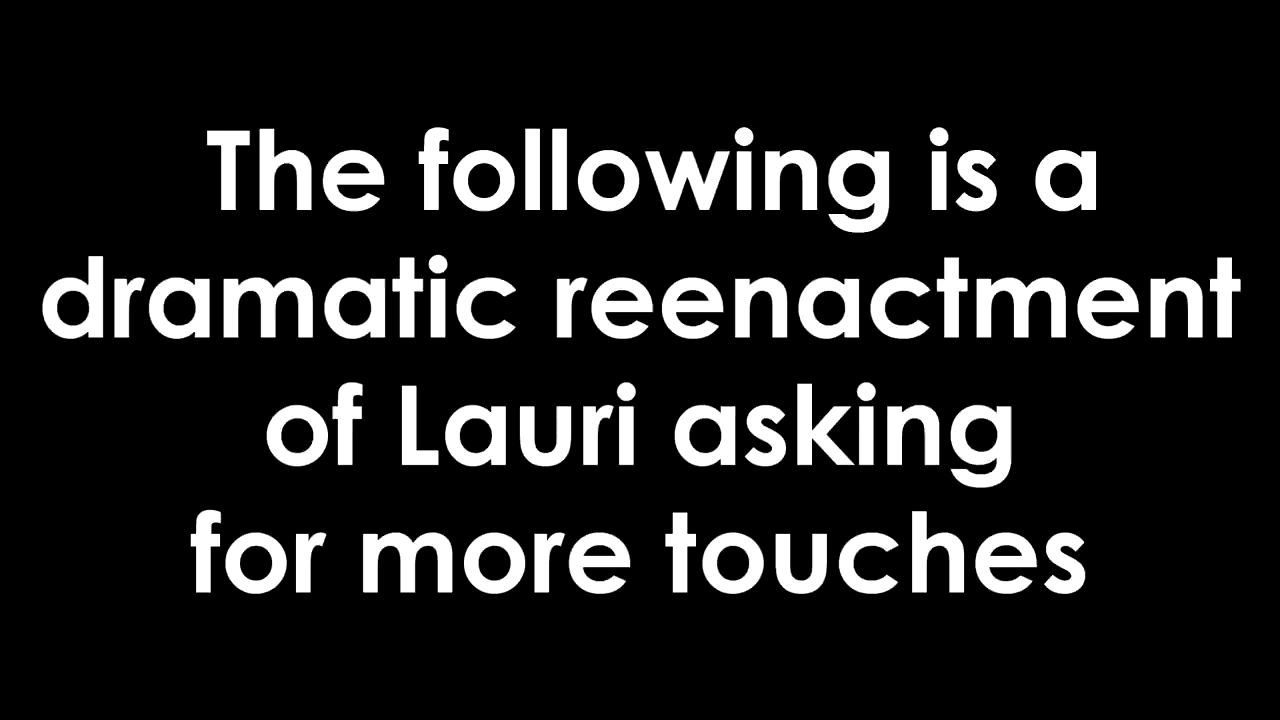 The following is a
dramatic reenactment
of Lauri asking
for more touches